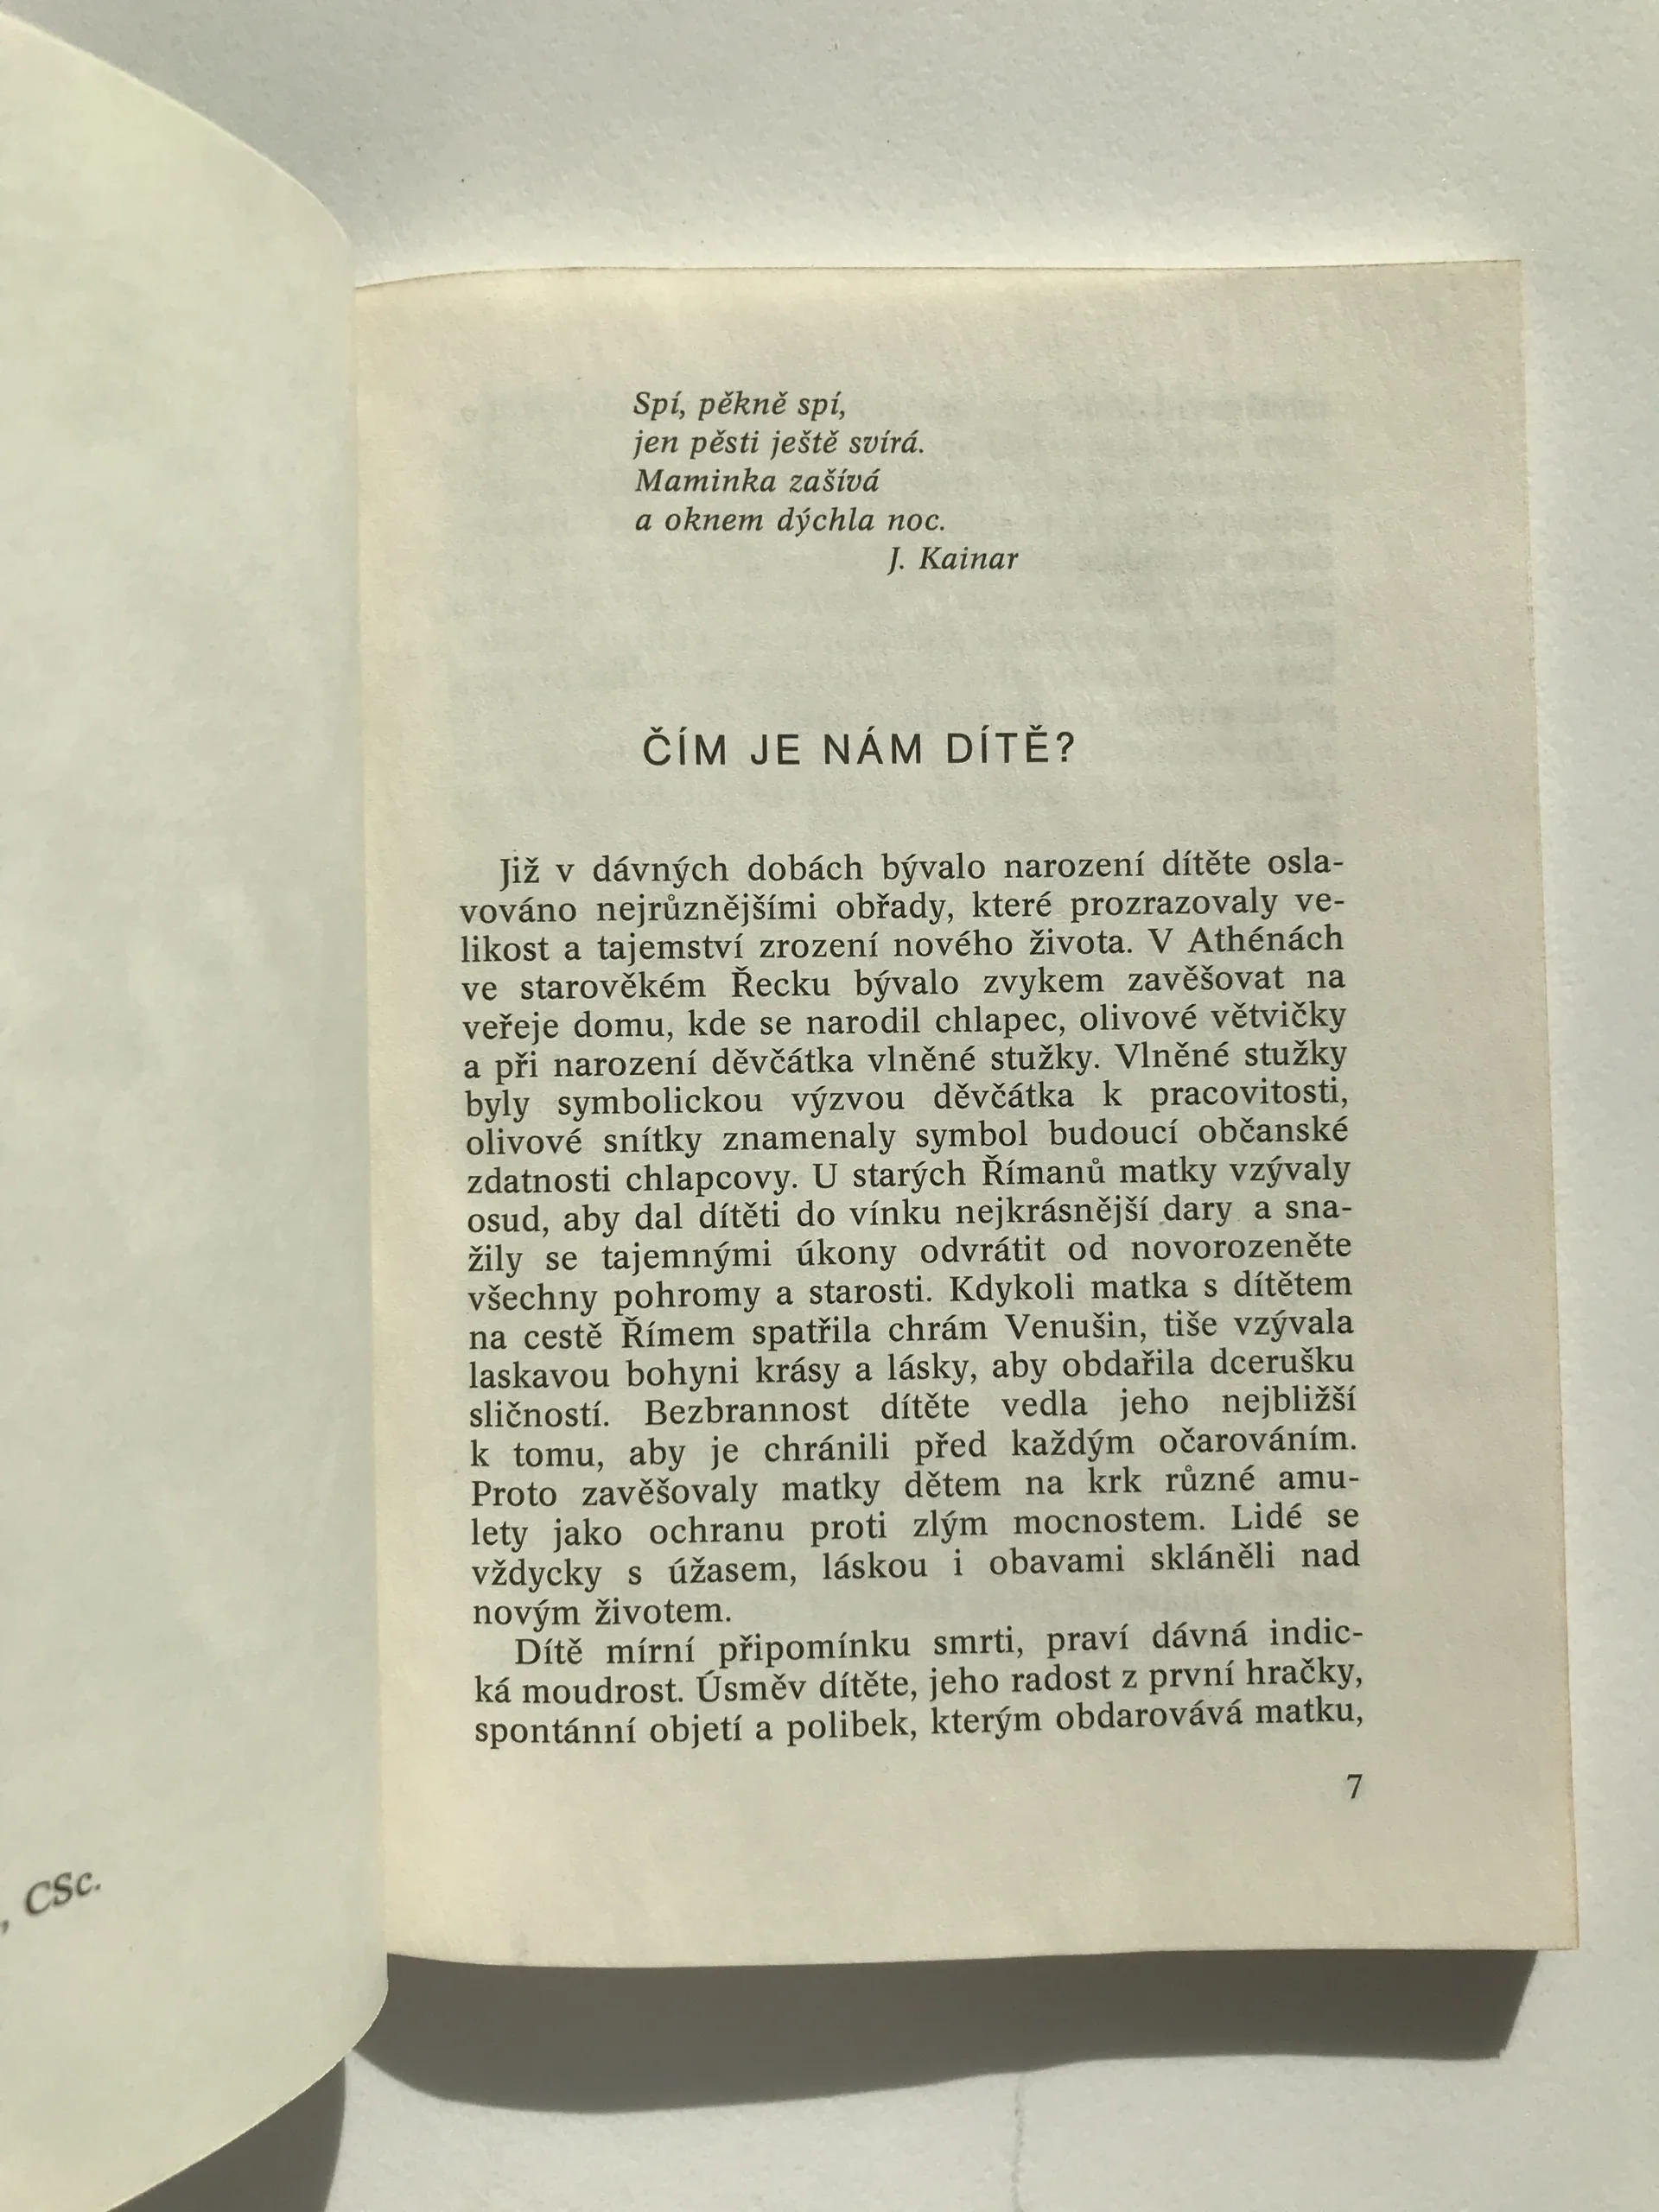 Spí, pěkně spí,
jen pěsti ještě svírá.
Maminka zašívá
a oknem dýchla noc.
J. Kainar
ČÍM JE NÁM DÍTĚ?
Již v dávných dobách bývalo narození dítěte osla-
vováno nejrůznějšími obřady, které prozrazovaly ve-
likost a tajemství zrození nového života. V Athénách
ve starověkém Řecku bývalo zvykem zavěšovat na
veřeje domu, kde se narodil chlapec, olivové větvičky
a při narození děvčátka vlněné stužky. Vlněné stužky
byly symbolickou výzvou děvčátka k pracovitosti,
olivové snítky znamenaly symbol budoucí občanské
zdatnosti chlapcovy. U starých Římanů matky vzývaly
osud, aby dal dítěti do vínku nejkrásnější dary a sna-
žily se tajemnými úkony odvrátit od novorozeněte
všechny pohromy a starosti. Kdykoli matka s dítětem
na cestě Římem spatřila chrám Venušin, tiše vzývala
laskavou bohyni krásy a lásky, aby obdařila dcerušku
sličností. Bezbrannost dítěte vedla jeho nejbližší
k tomu, aby je chránili před každým očarováním.
Proto zavěšovaly matky dětem na krk různé amu-
lety jako ochranu proti zlým mocnostem. Lidé se
vždycky s úžasem, láskou i obavami skláněli nad
novým životem.
Dítě mírní připomínku smrti, praví dávná indic-
ká moudrost. Úsměv dítěte, jeho radost z první hračky,
spontánní objetí a polibek, kterým obdarovává matku,
7
, CSc.